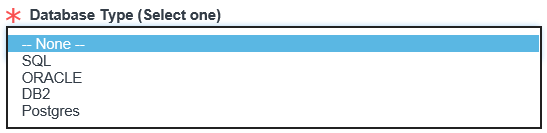 * Database Type (Select one)
-- None --
SQL
ORACLE
DB2
Postgres